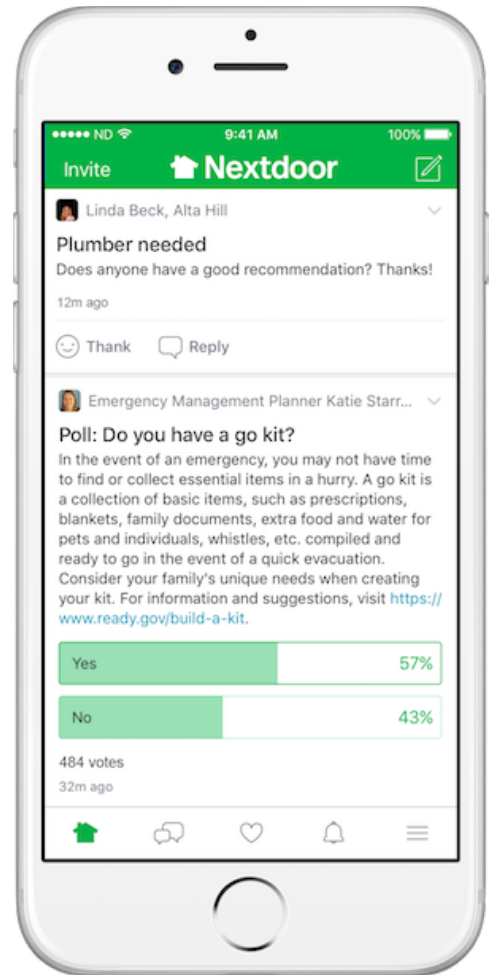 ND 9:41 AM 100%
Invite Nextdoor
Linda Beck, Alta Hill
Plumber needed
Does anyone have a good recommendation? Thanks!
12m ago
Thank Reply
Emergency Management Planner Katie Starr...
Poll: Do you have a go kit?
In the event of an emergency, you may not have time
to find or collect essential items in a hurry. A go kit is
a collection of basic items, such as prescriptions,
blankets, family documents, extra food and water for
pets and individuals, whistles, etc. compiled and
ready to go in the event of a quick evacuation.
Consider your family's unique needs when creating
your kit. For information and suggestions, visit https://
www.ready.gov/build-a-kit.
Yes 57%
No 43%
484 votes
32m ago